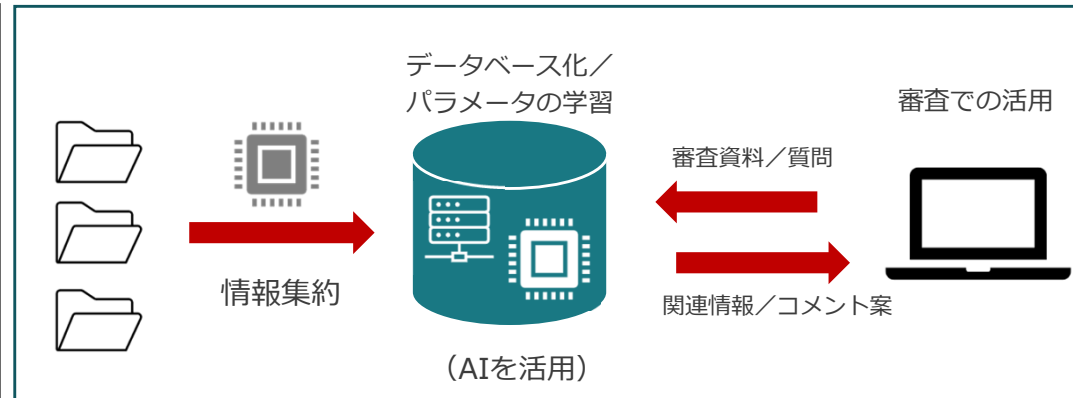 データベース化／
パラメータの学習
審査での活用
審査資料／質問
情報集約
関連情報／コメント案
（AIを活用）